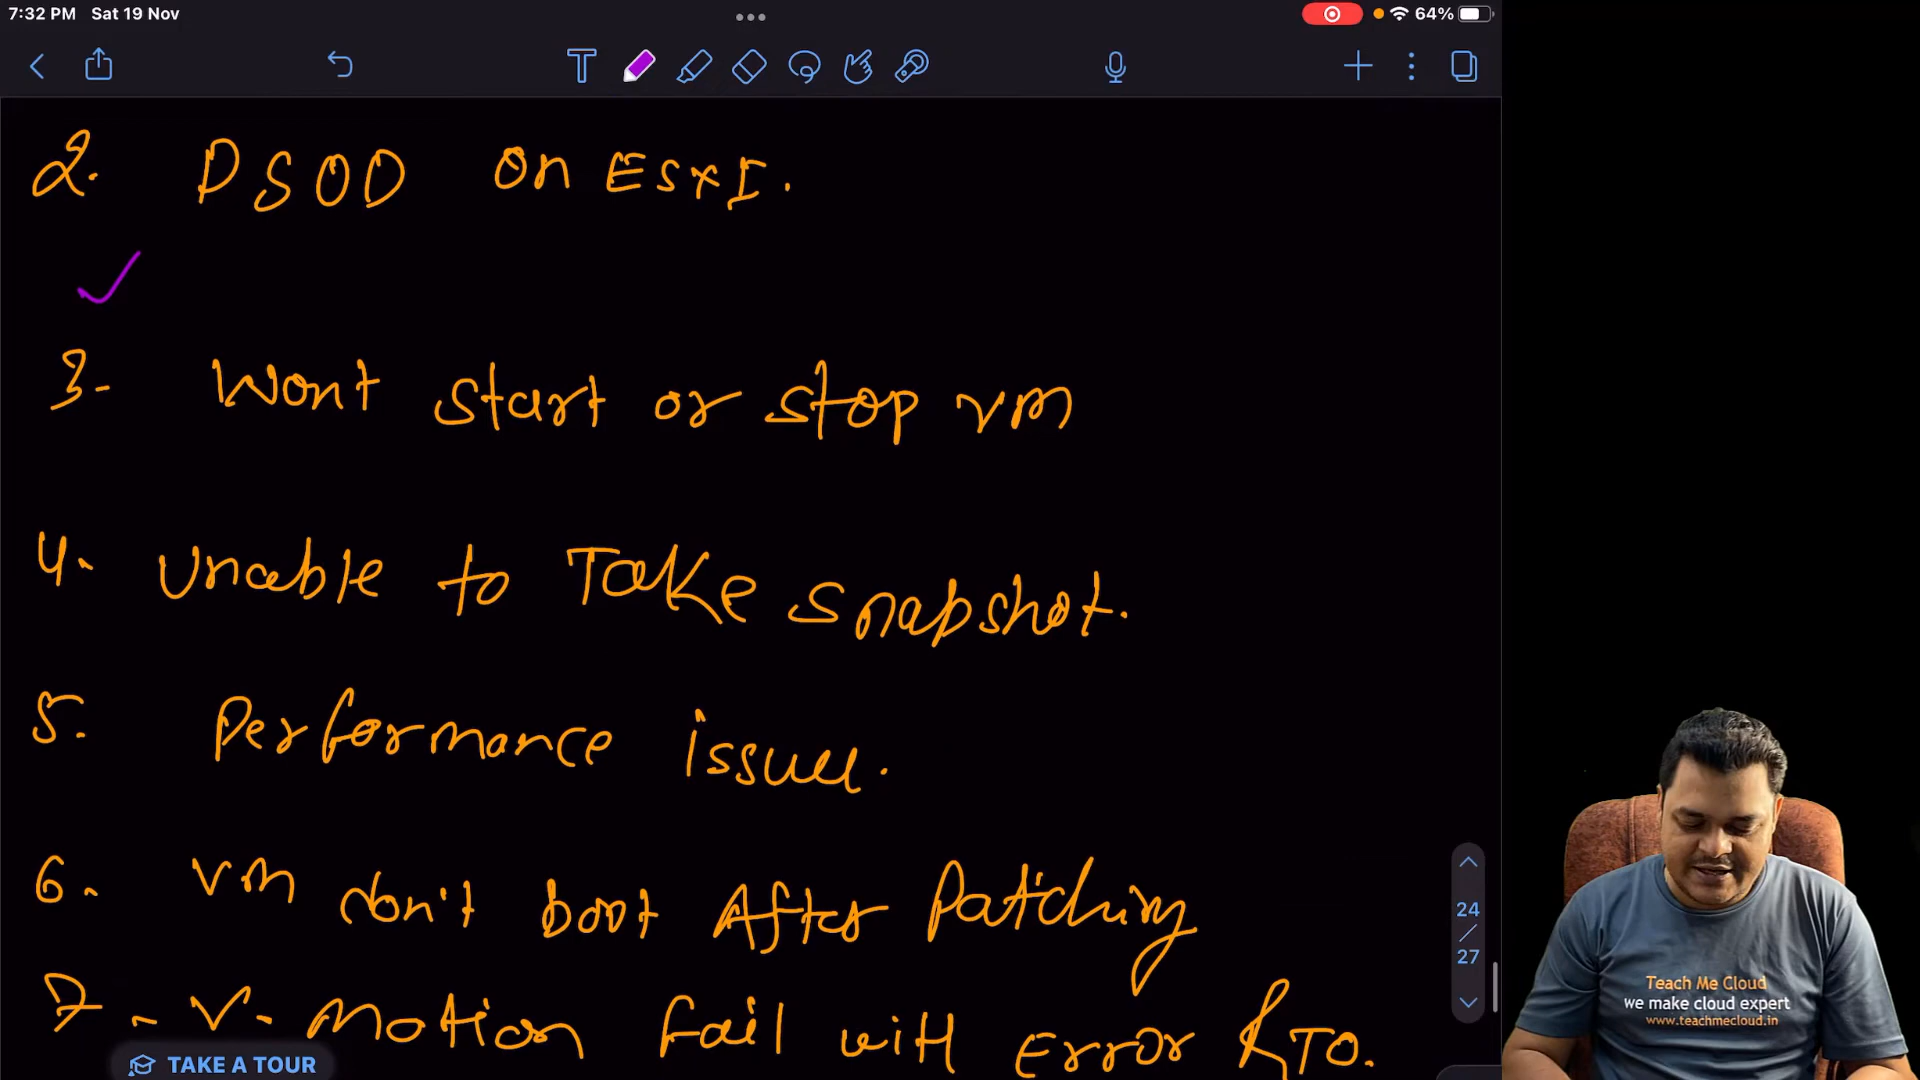 7:32 PM Sat 19 Nov
64%
2. PSOD on ESXI.
3- Wont start or stop vm
4. Unable to Take snapshot.
5. Performance issue.
6. Vm don't boot After Patching
7- V-Motion fail with Error RTO.
24
/
27
TAKE A TOUR
Teach Me Cloud
we make cloud expert
www.teachmecloud.in